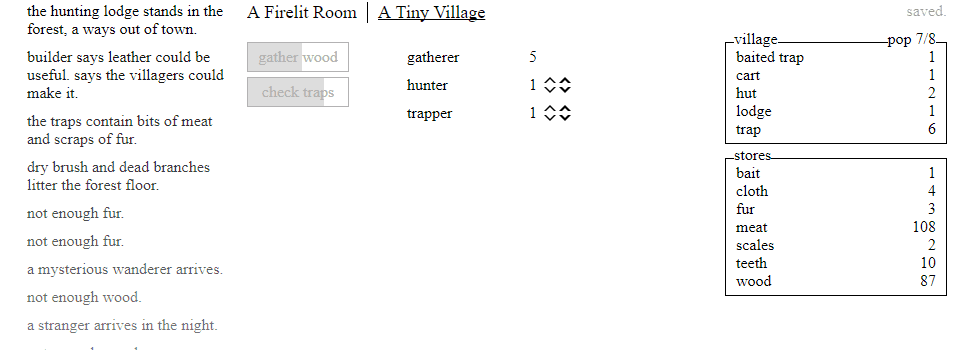 the hunting lodge stands in the
forest, a ways out of town.
builder says leather could be
useful. says the villagers could
make it.
the traps contain bits of meat
and scraps of fur.
dry brush and dead branches
litter the forest floor.
not enough fur.
not enough fur.
a mysterious wanderer arrives.
not enough wood.
a stranger arrives in the night.
A Firelit Room | A Tiny Village
gather wood
check traps
gatherer 5
hunter 1
trapper 1
saved.
village pop 7/8
baited trap 1
cart 1
hut 2
lodge 1
trap 6
stores
bait 1
cloth 4
fur 3
meat 108
scales 2
teeth 10
wood 87